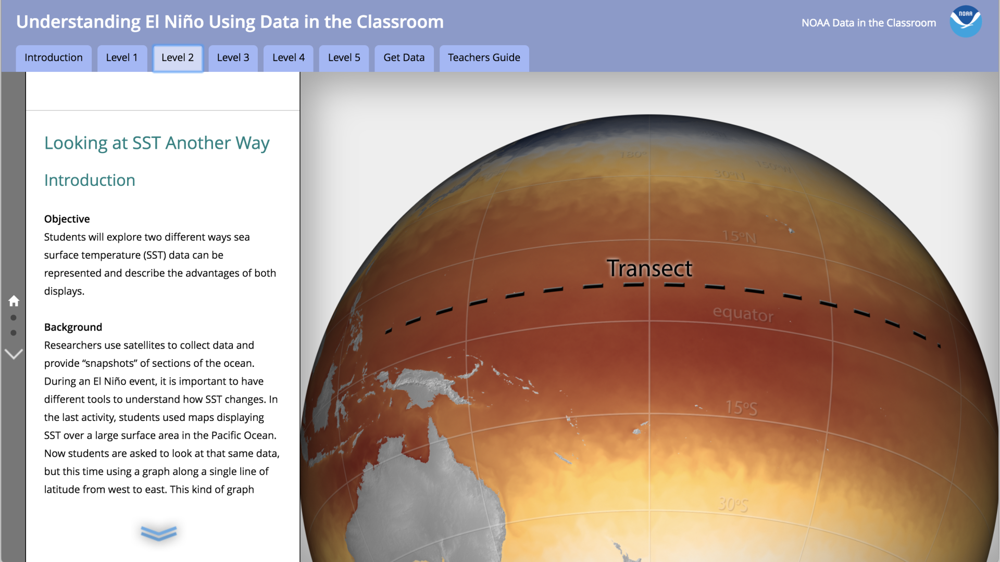 Understanding El Niño Using Data in the Classroom
NOAA Data in the Classroom
NOAA
Introduction
Level 1
Level 2
Level 3
Level 4
Level 5
Get Data
Teachers Guide
Looking at SST Another Way
Introduction
Objective
Students will explore two different ways sea
surface temperature (SST) data can be
represented and describe the advantages of both
displays.
Background
Researchers use satellites to collect data and
provide “snapshots” of sections of the ocean.
During an El Niño event, it is important to have
different tools to understand how SST changes. In
the last activity, students used maps displaying
SST over a large surface area in the Pacific Ocean.
Now students are asked to look at that same data,
but this time using a graph along a single line of
latitude from west to east. This kind of graph
180°
150°W
30°N
15°N
Transect
equator
15°S
30°S